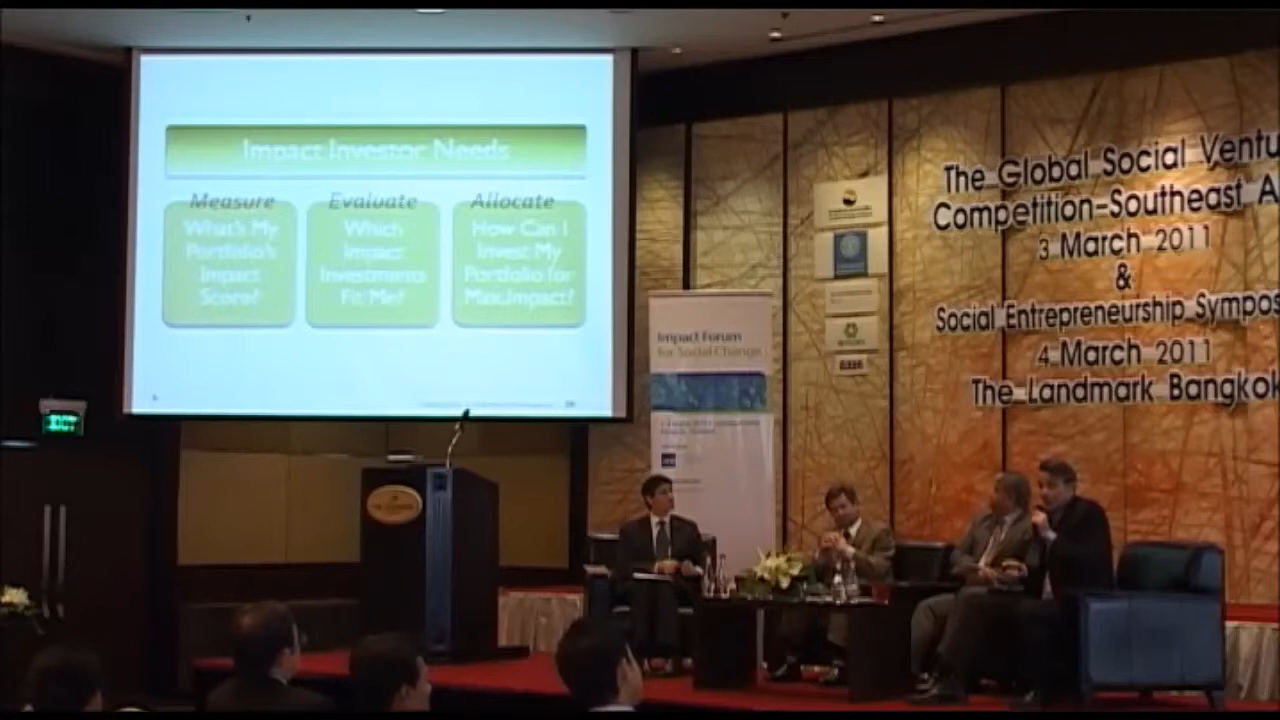 Impact Investor Needs
Measure
What's My
Portfolio's
Impact
Score?
Evaluate
Which
Impact
Investments
Fit Me?
Allocate
How Can I
Invest My
Portfolio for
Max.Impact?
EXIT
Impact Forum
for Social Change
The Global Social Ventu
Competition-Southeast A
3 March 2011
&
Social Entrepreneurship Sympos
4 March 2011
The Landmark Bangkok